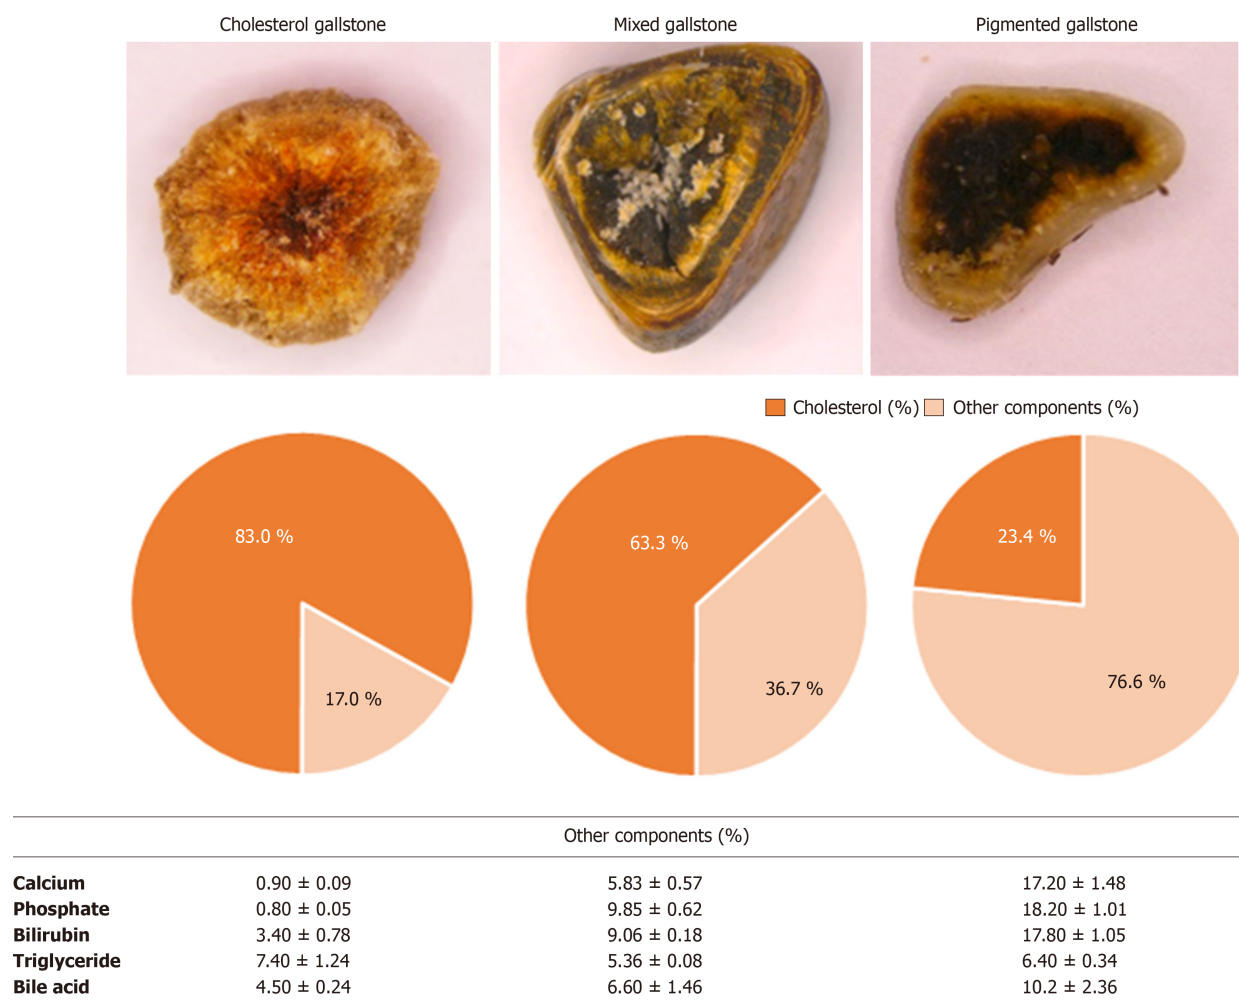 Cholesterol gallstone Mixed gallstone Pigmented gallstone
Cholesterol (%) Other components (%)
83.0 % 63.3 % 23.4 %
17.0 % 36.7 % 76.6 %
Other components (%)
Calcium 0.90 ± 0.09 5.83 ± 0.57 17.20 ± 1.48
Phosphate 0.80 ± 0.05 9.85 ± 0.62 18.20 ± 1.01
Bilirubin 3.40 ± 0.78 9.06 ± 0.18 17.80 ± 1.05
Triglyceride 7.40 ± 1.24 5.36 ± 0.08 6.40 ± 0.34
Bile acid 4.50 ± 0.24 6.60 ± 1.46 10.2 ± 2.36